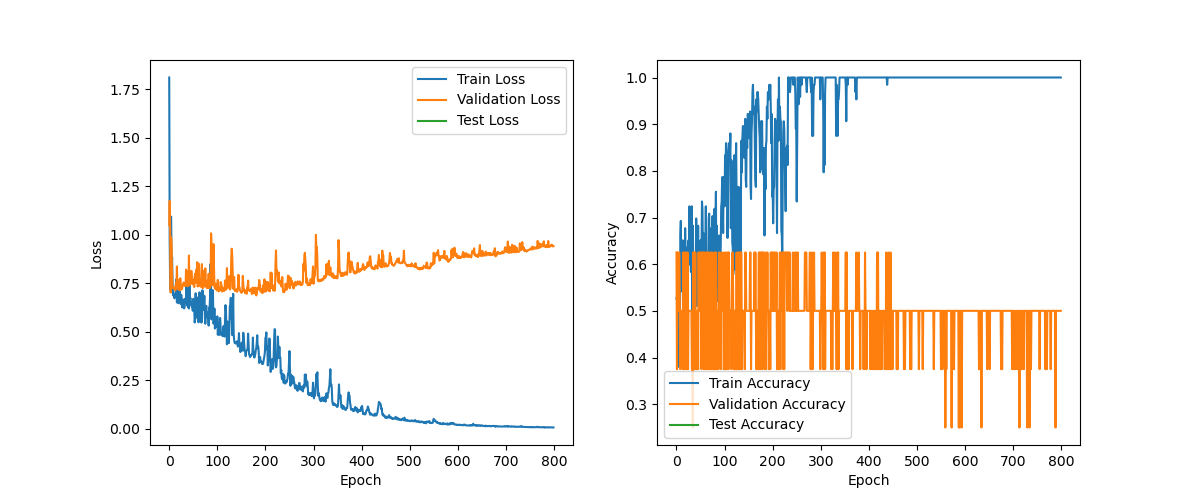 Train Loss
Validation Loss
Test Loss
1.75
1.50
1.25
1.00
0.75
0.50
0.25
0.00
Loss
0 100 200 300 400 500 600 700 800
Epoch
1.0
0.9
0.8
0.7
0.6
0.5
0.4
0.3
Accuracy
Train Accuracy
Validation Accuracy
Test Accuracy
0 100 200 300 400 500 600 700 800
Epoch